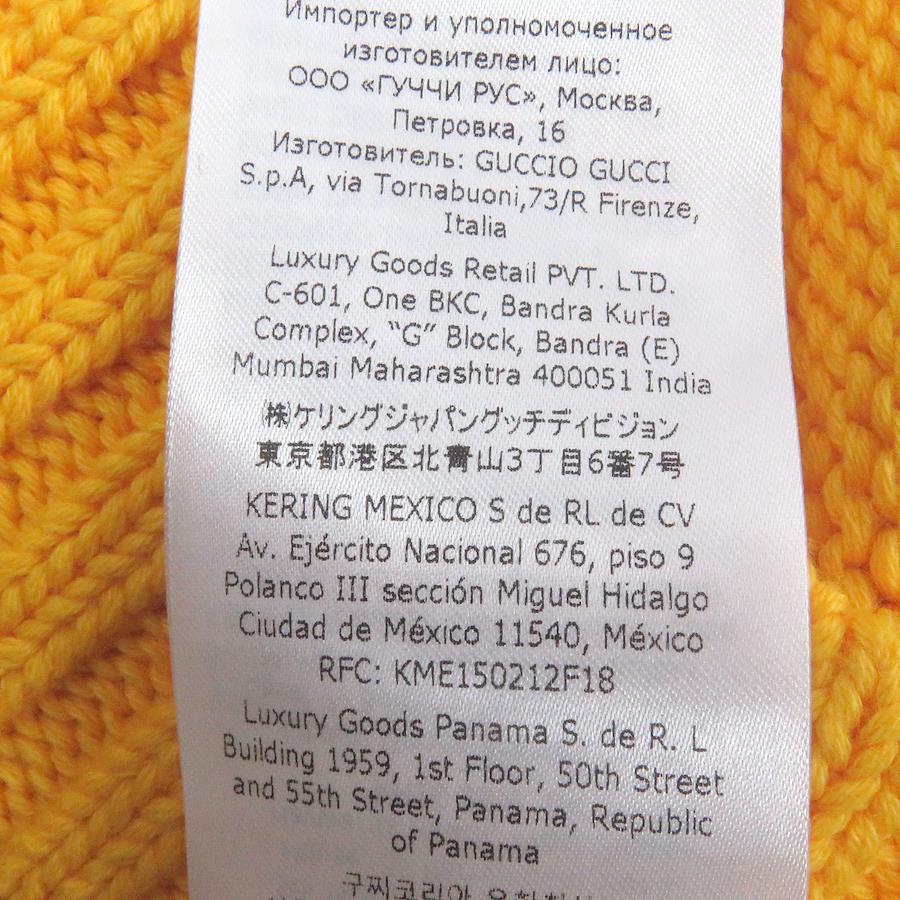 Импортер и уполномоченное
изготовителем лицо:
ООО «ГУЧЧИ РУС», Москва,
Петровка, 16
Изготовитель: GUCCIO GUCCI
S.p.A, via Tornabuoni,73/R Firenze,
Italia
Luxury Goods Retail PVT. LTD.
C-601, One BKC, Bandra Kurla
Complex, “G” Block, Bandra (E)
Mumbai Maharashtra 400051 India
㈱ケリングジャパングッチディビジョン
東京都港区北青山3丁目6番7号
KERING MEXICO S de RL de CV
Av. Ejército Nacional 676, piso 9
Polanco III sección Miguel Hidalgo
Ciudad de México 11540, México
RFC: KME150212F18
Luxury Goods Panama S. de R. L
Building 1959, 1st Floor, 50th Street
and 55th Street, Panama, Republic
of Panama
구찌코리아